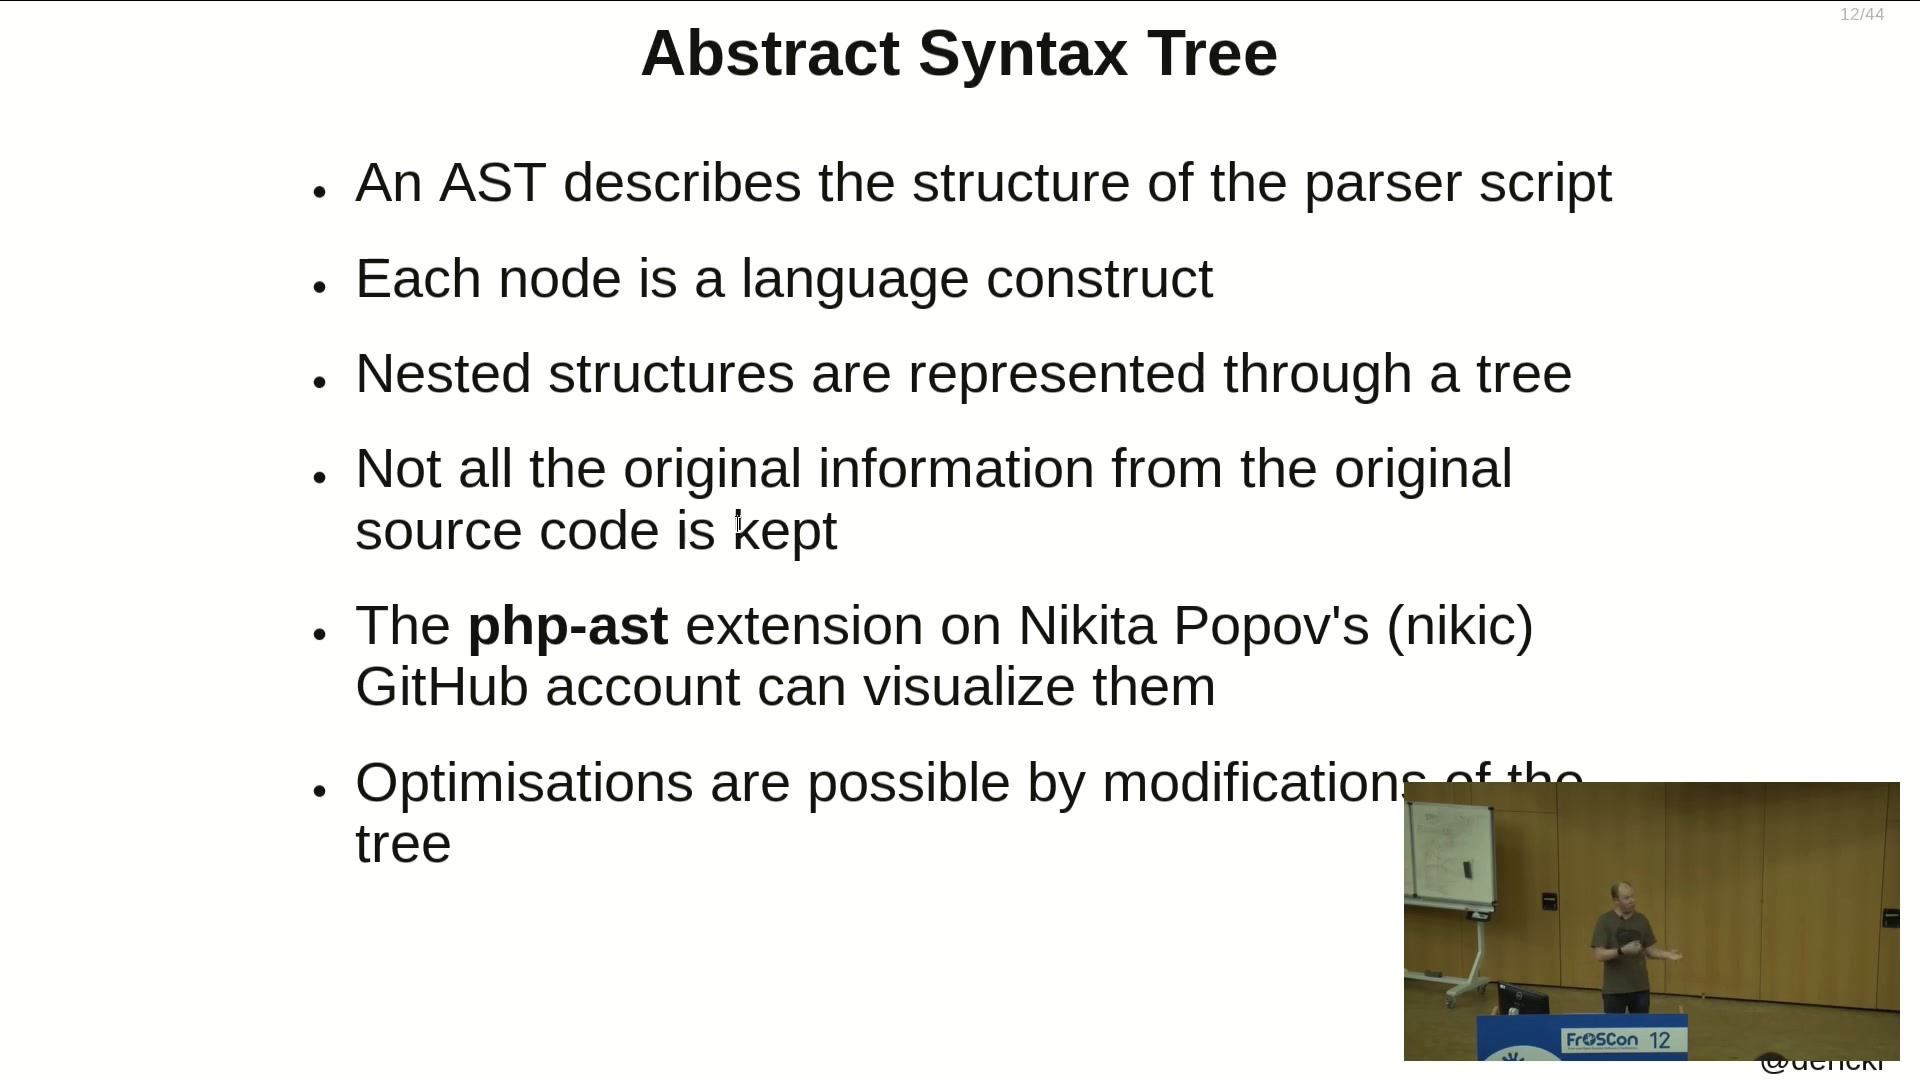 12/44
Abstract Syntax Tree
• An AST describes the structure of the parser script
• Each node is a language construct
• Nested structures are represented through a tree
• Not all the original information from the original
source code is kept
• The php-ast extension on Nikita Popov's (nikic)
GitHub account can visualize them
• Optimisations are possible by modifications of the
tree
FrOSCon 12
@derickr